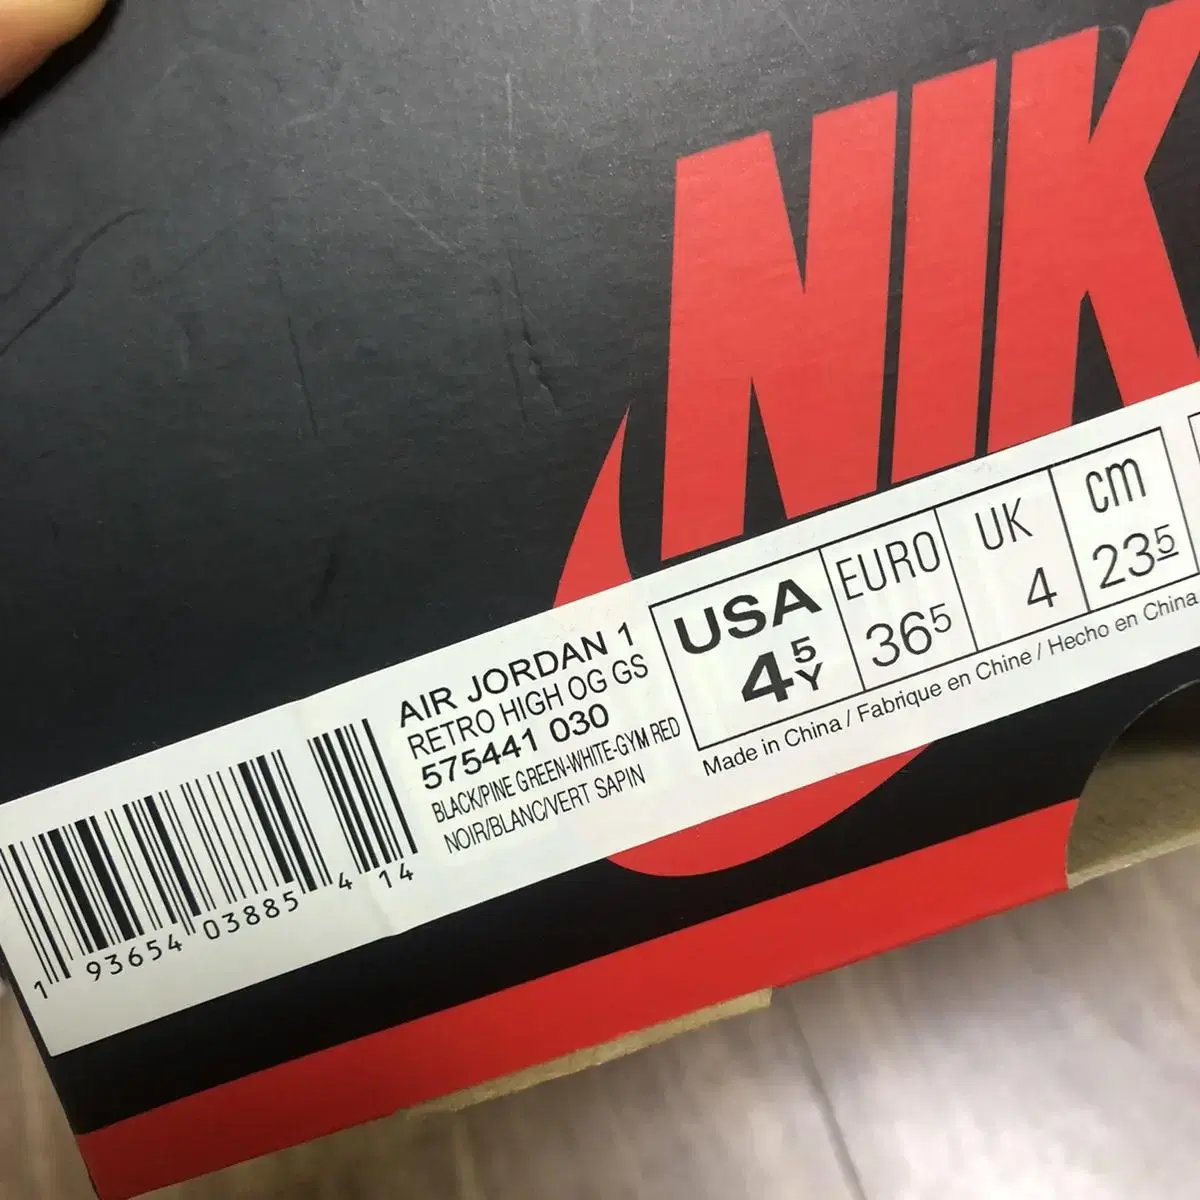 NIK
AIR JORDAN 1
RETRO HIGH OG GS
575441 030
BLACK/PINE GREEN-WHITE-GYM RED
NOIR/BLANC/VERT SAPIN
USA
4 5 Y
EURO
36 5
UK
4
cm
23 5
Made in China / Fabrique en Chine / Hecho en China
1 93654 03885 4 14